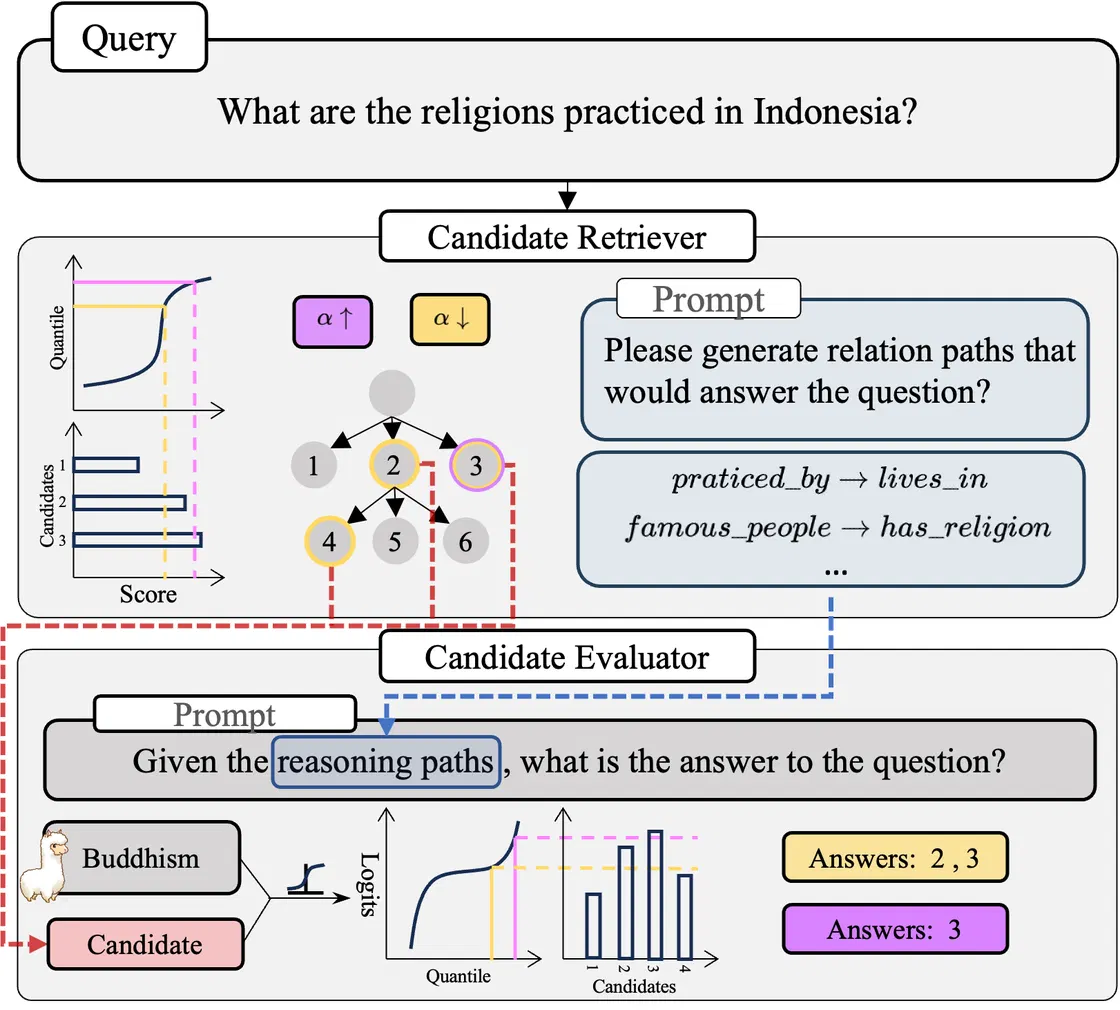 Query
What are the religions practiced in Indonesia?
Candidate Retriever
Quantile
Candidates
1
2
3
Score
α ↑
α ↓
1
2
3
4
5
6
Prompt
Please generate relation paths that
would answer the question?
praticed_by → lives_in
famous_people → has_religion
...
Candidate Evaluator
Prompt
Given the reasoning paths , what is the answer to the question?
Buddhism
Candidate
Logits
Quantile
1
2
3
4
Candidates
Answers: 2 , 3
Answers: 3